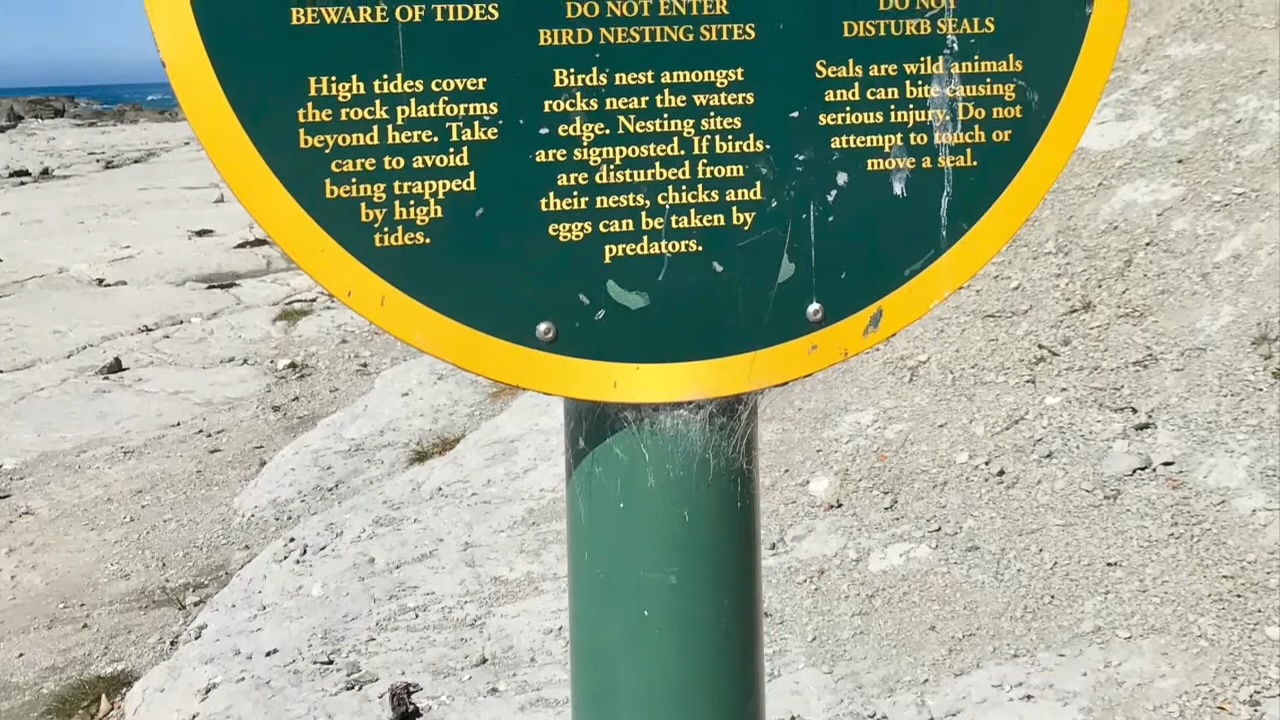 BEWARE OF TIDES
High tides cover
the rock platforms
beyond here. Take
care to avoid
being trapped
by high
tides.
DO NOT ENTER
BIRD NESTING SITES
Birds nest amongst
rocks near the waters
edge. Nesting sites
are signposted. If birds
are disturbed from
their nests, chicks and
eggs can be taken by
predators.
DO NOT
DISTURB SEALS
Seals are wild animals
and can bite causing
serious injury. Do not
attempt to touch or
move a seal.